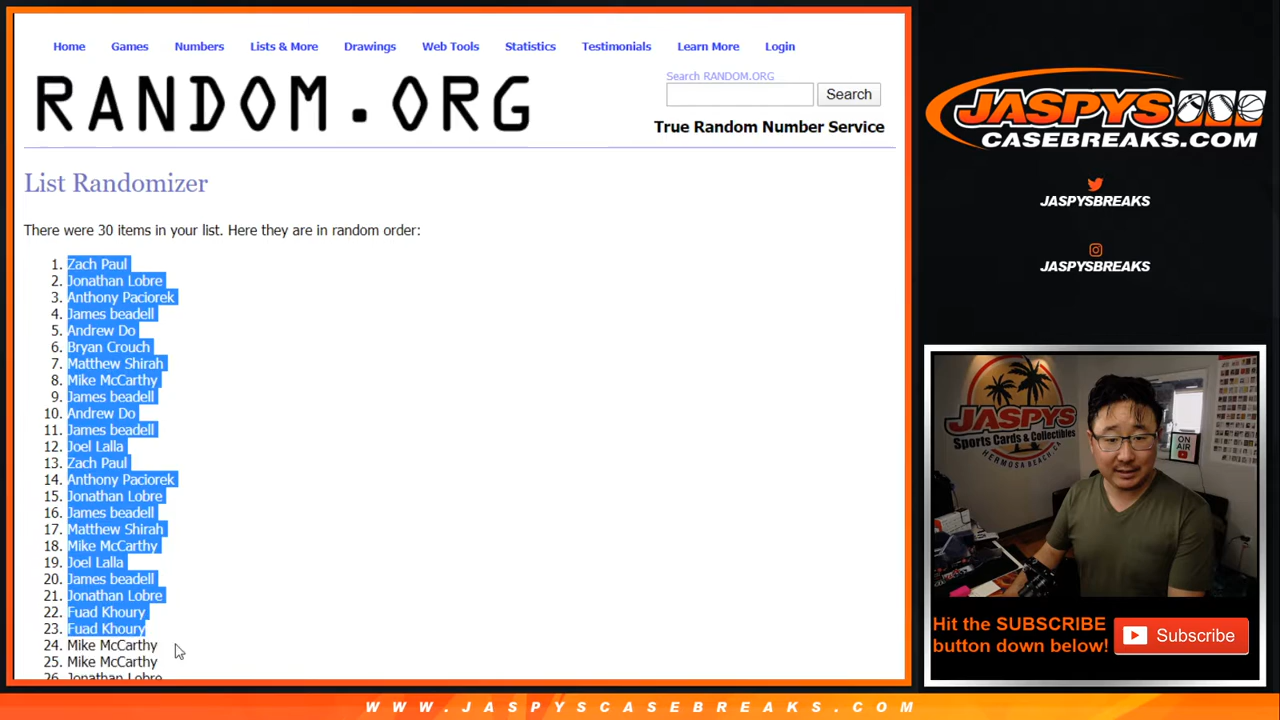 Home Games Numbers Lists & More Drawings Web Tools Statistics Testimonials Learn More Login
RANDOM.ORG
Search RANDOM.ORG
Search
True Random Number Service
List Randomizer
There were 30 items in your list. Here they are in random order:
1. Zach Paul
2. Jonathan Lobre
3. Anthony Paciorek
4. James beadell
5. Andrew Do
6. Bryan Crouch
7. Matthew Shirah
8. Mike McCarthy
9. James beadell
10. Andrew Do
11. James beadell
12. Joel Lalla
13. Zach Paul
14. Anthony Paciorek
15. Jonathan Lobre
16. James beadell
17. Matthew Shirah
18. Mike McCarthy
19. Joel Lalla
20. James beadell
21. Jonathan Lobre
22. Fuad Khoury
23. Fuad Khoury
24. Mike McCarthy
25. Mike McCarthy
26. Jonathan Lobre
JASPYS
CASEBREAKS.COM
JASPYSBREAKS
JASPYSBREAKS
JASPYS
Sports Cards & Collectibles
HERMOSA BEACH, CA
ON
AIR
Hit the SUBSCRIBE
button down below!
Subscribe
WWW.JASPYSCASEBREAKS.COM